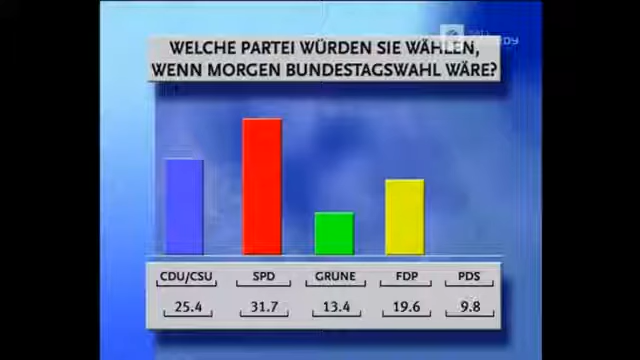 WELCHE PARTEI WÜRDEN SIE WÄHLEN,
WENN MORGEN BUNDESTAGSWAHL WÄRE?
CDU/CSU SPD GRÜNE FDP PDS
25.4 31.7 13.4 19.6 9.8